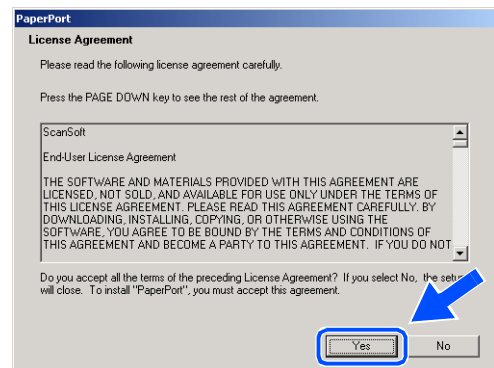 PaperPort
License Agreement
Please read the following license agreement carefully.
Press the PAGE DOWN key to see the rest of the agreement.
ScanSoft
End-User License Agreement
THE SOFTWARE AND MATERIALS PROVIDED WITH THIS AGREEMENT ARE
LICENSED, NOT SOLD, AND AVAILABLE FOR USE ONLY UNDER THE TERMS OF
THIS LICENSE AGREEMENT. PLEASE READ THIS AGREEMENT CAREFULLY. BY
DOWNLOADING, INSTALLING, COPYING, OR OTHERWISE USING THE
SOFTWARE, YOU AGREE TO BE BOUND BY THE TERMS AND CONDITIONS OF
THIS AGREEMENT AND BECOME A PARTY TO THIS AGREEMENT. IF YOU DO NOT
Do you accept all the terms of the preceding License Agreement? If you select No, the
will close. To install "PaperPort", you must accept this agreement.
Yes No